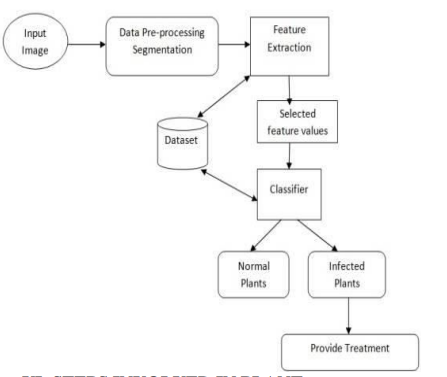 Input
Image
Data Pre-processing
Segmentation
Feature
Extraction
Selected
feature values
Dataset
Classifier
Normal
Plants
Infected
Plants
Provide Treatment